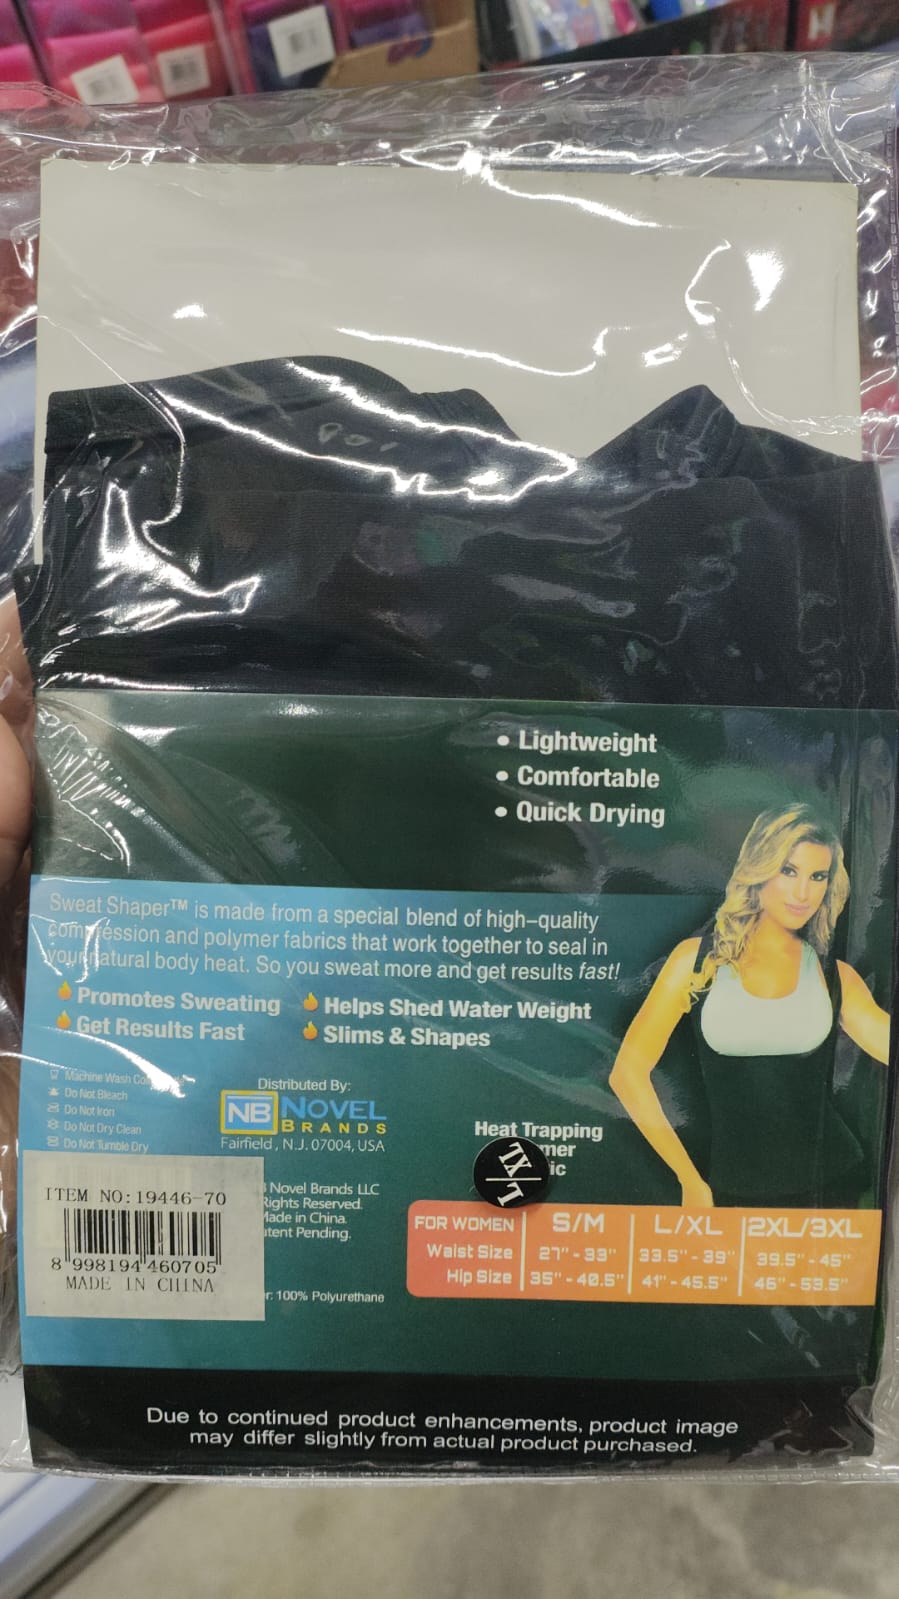 • Lightweight
• Comfortable
• Quick Drying
Sweat Shaper™ is made from a special blend of high-quality
compression and polymer fabrics that work together to seal in
your natural body heat. So you sweat more and get results fast!
Promotes Sweating
Helps Shed Water Weight
Get Results Fast
Slims & Shapes
Machine Wash
Do Not Bleach
Do Not Iron
Do Not Dry Clean
Do Not Tumble Dry
Distributed By:
NB NOVEL
BRANDS
Fairfield, N.J. 07004, USA
Novel Brands LLC
Rights Reserved.
Made in China.
Pending.
100% Polyurethane
Heat Trapping
L/XL
FOR WOMEN S/M L/XL 2XL/3XL
Waist Size 27" - 33" 33.5" - 39" 39.5" - 45"
Hip Size 35" - 40.5" 41" - 45.5" 46" - 53.5"
ITEM NO:19446-70
8 998194 460705
MADE IN CHINA
Due to continued product enhancements, product image
may differ slightly from actual product purchased.